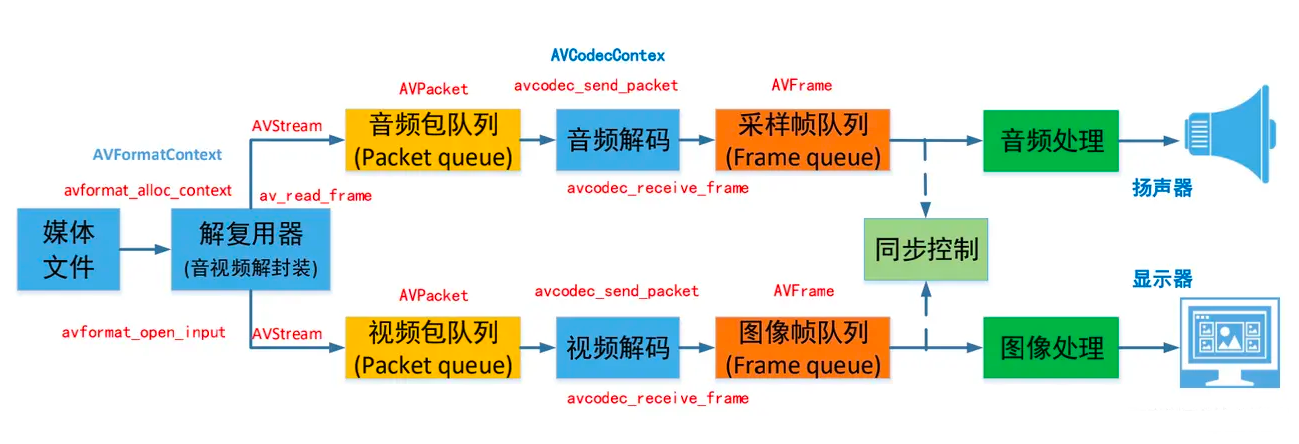 AVCodecContex
AVPacket
avcodec_send_packet
AVFrame
AVStream
音频包队列
(Packet queue)
音频解码
采样帧队列
(Frame queue)
音频处理
AVFormatContext
avformat_alloc_context
av_read_frame
avcodec_receive_frame
扬声器
媒体
文件
解复用器
(音视频解封装)
同步控制
AVPacket
avcodec_send_packet
AVFrame
显示器
avformat_open_input
AVStream
视频包队列
(Packet queue)
视频解码
图像帧队列
(Frame queue)
图像处理
avcodec_receive_frame